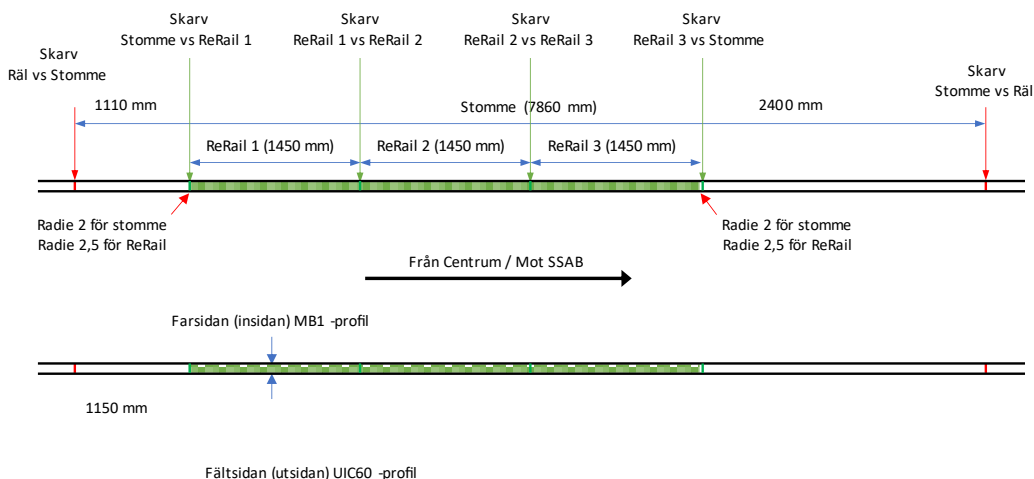 Skarv
Stomme vs ReRail 1
Skarv
ReRail 1 vs ReRail 2
Skarv
ReRail 2 vs ReRail 3
Skarv
ReRail 3 vs Stomme
Skarv
Räl vs Stomme
Skarv
Stomme vs Räl
1110 mm
Stomme (7860 mm)
2400 mm
ReRail 1 (1450 mm)
ReRail 2 (1450 mm)
ReRail 3 (1450 mm)
Radie 2 för stomme
Radie 2,5 för ReRail
Radie 2 för stomme
Radie 2,5 för ReRail
Från Centrum / Mot SSAB
Farsidan (insidan) MB1 -profil
1150 mm
Fältsidan (utsidan) UIC60 -profil